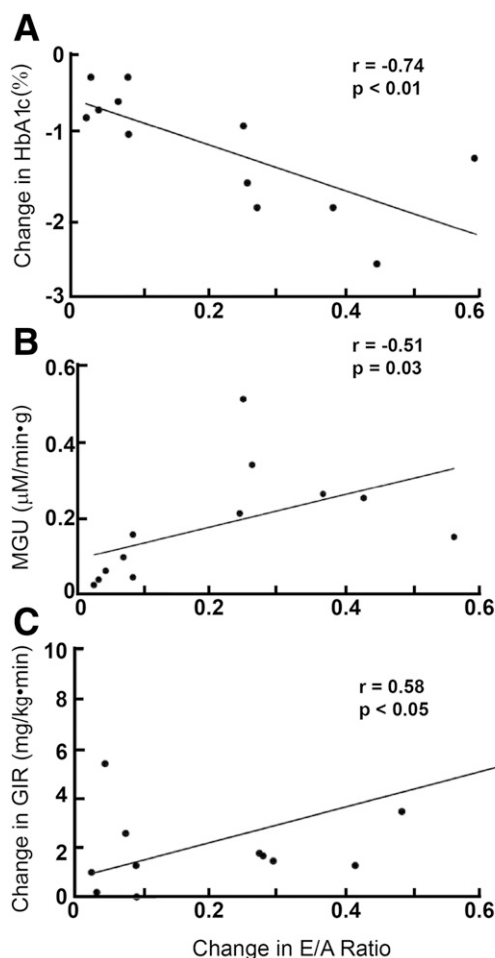 A
0
-1
-2
-3
Change in HbA1c(%)
r = -0.74
p < 0.01
0
0.2
0.4
0.6
B
0.6
0.4
0.2
0
MGU (μM/min•g)
r = -0.51
p = 0.03
0
0.2
0.4
0.6
C
10
8
6
4
2
0
Change in GIR (mg/kg•min)
r = 0.58
p < 0.05
0
0.2
0.4
0.6
Change in E/A Ratio